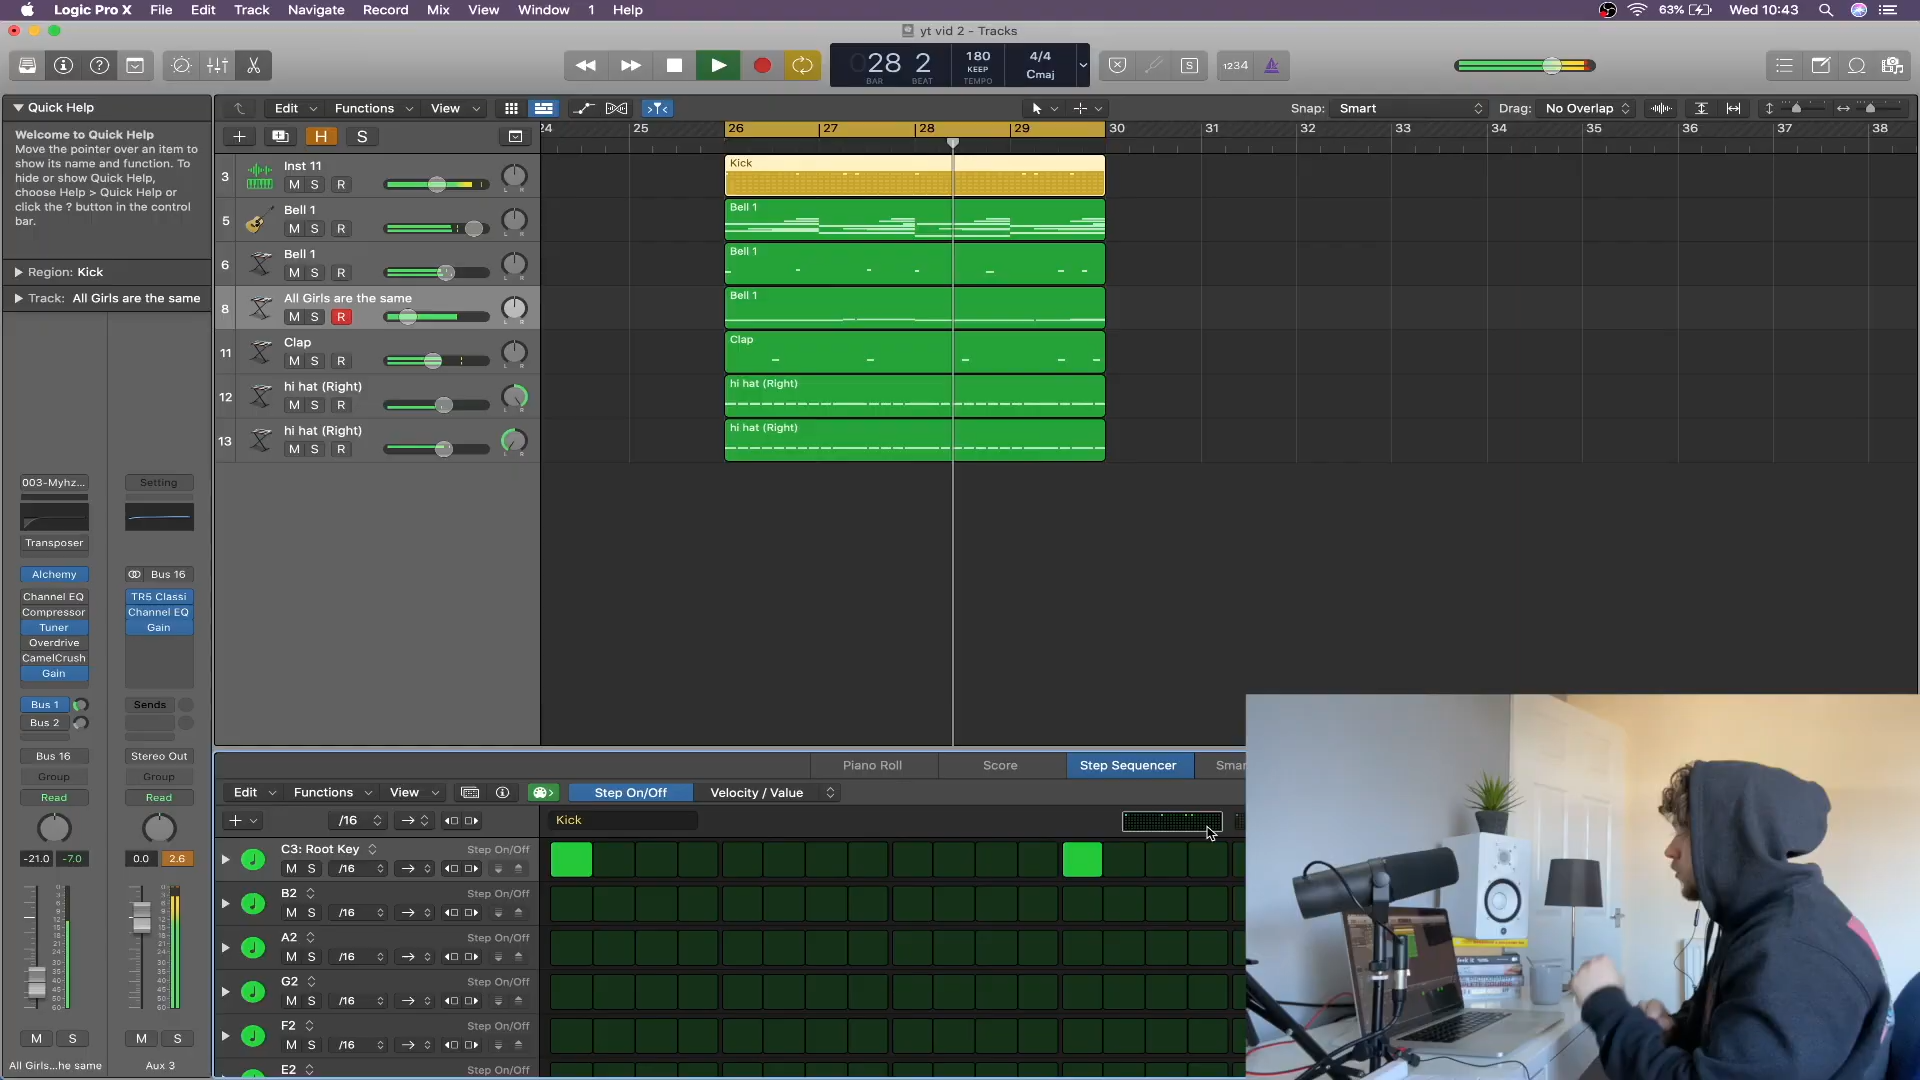 Logic Pro X File Edit Track Navigate Record Mix View Window 1 Help
63% Wed 10:43
yt vid 2 - Tracks
28 2
BAR BEAT
180
KEEP
TEMPO
4/4
Cmaj
S
1234
Quick Help
Welcome to Quick Help
Move the pointer over an item to
show its name and function. To
hide or show Quick Help,
choose Help > Quick Help or
click the ? button in the control
bar.
Region: Kick
Track: All Girls are the same
Edit Functions View
Snap: Smart
Drag: No Overlap
H S
24 25 26 27 28 29 30 31 32 33 34 35 36 37 38
3 Inst 11
M S R
L R
Kick
5 Bell 1
M S R
L R
Bell 1
6 Bell 1
M S R
L R
Bell 1
8 All Girls are the same
M S R
L R
Bell 1
11 Clap
M S R
L R
Clap
12 hi hat (Right)
M S R
L R
hi hat (Right)
13 hi hat (Right)
M S R
L R
hi hat (Right)
003-Myhz... Setting
Transposer
Alchemy Bus 16
Channel EQ TR5 Classi
Compressor Channel EQ
Tuner Gain
Overdrive
CamelCrush
Gain
Bus 1 Sends
Bus 2
Bus 16 Stereo Out
Group Group
Read Read
-21.0 -7.0 0.0 2.6
M S M S
All Girls...he same Aux 3
Piano Roll Score Step Sequencer Smar
Edit Functions View Step On/Off Velocity / Value
/16 Kick
C3: Root Key Step On/Off
M S /16
B2 Step On/Off
M S /16
A2 Step On/Off
M S /16
G2 Step On/Off
M S /16
F2 Step On/Off
M S /16
E2 Step On/Off